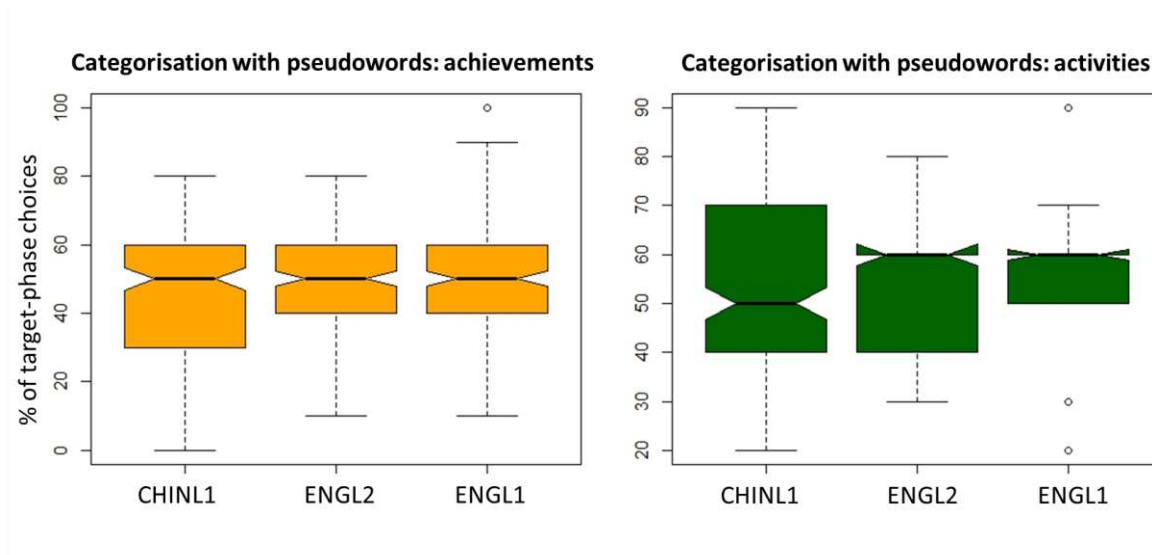 Categorisation with pseudowords: achievements
% of target-phase choices
100
80
60
40
20
0
CHINL1 ENGL2 ENGL1
Categorisation with pseudowords: activities
90
80
70
60
50
40
30
20
CHINL1 ENGL2 ENGL1